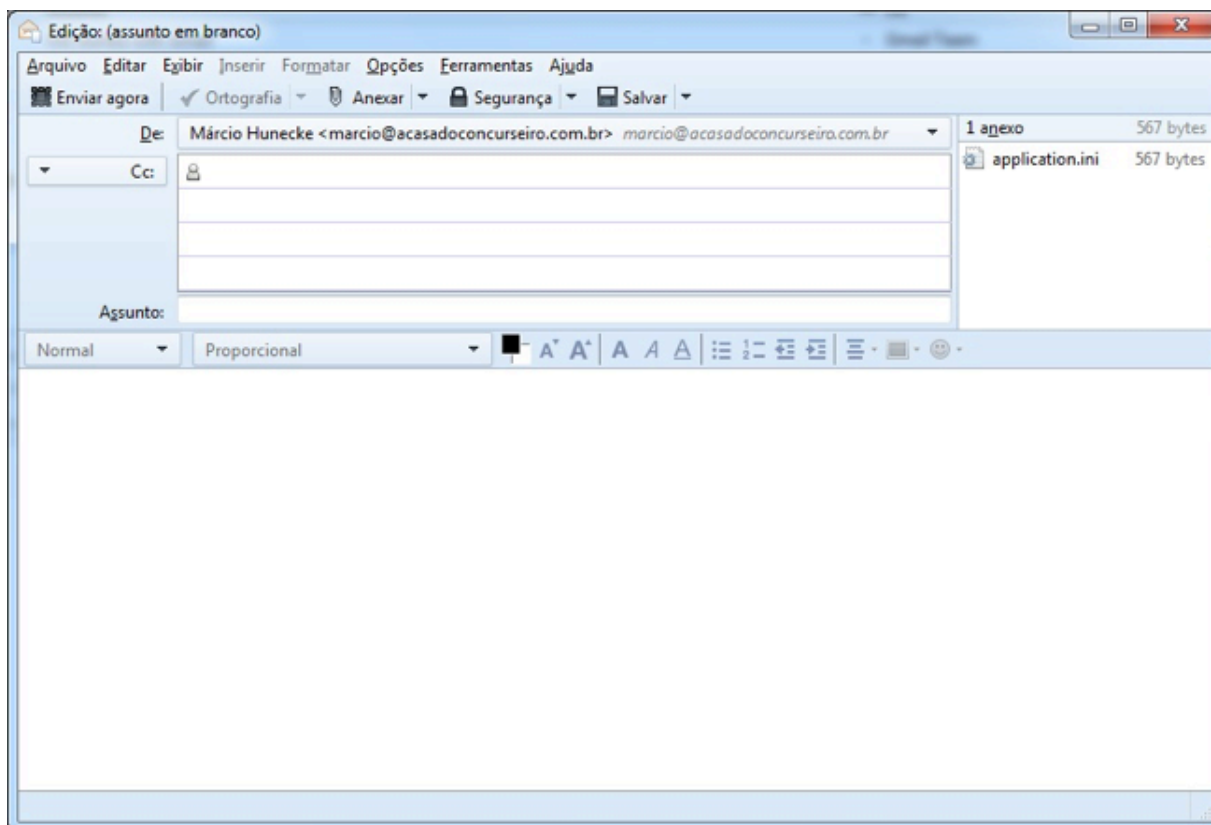 Edição: (assunto em branco)
Arquivo Editar Exibir Inserir Formatar Opções Ferramentas Ajuda
Enviar agora Ortografia Anexar Segurança Salvar
De: Márcio Hunecke <marcio@acasadoconcurseiro.com.br> marcio@acasadoconcurseiro.com.br
1 anexo 567 bytes
Cc:
application.ini 567 bytes
Assunto:
Normal Proporcional